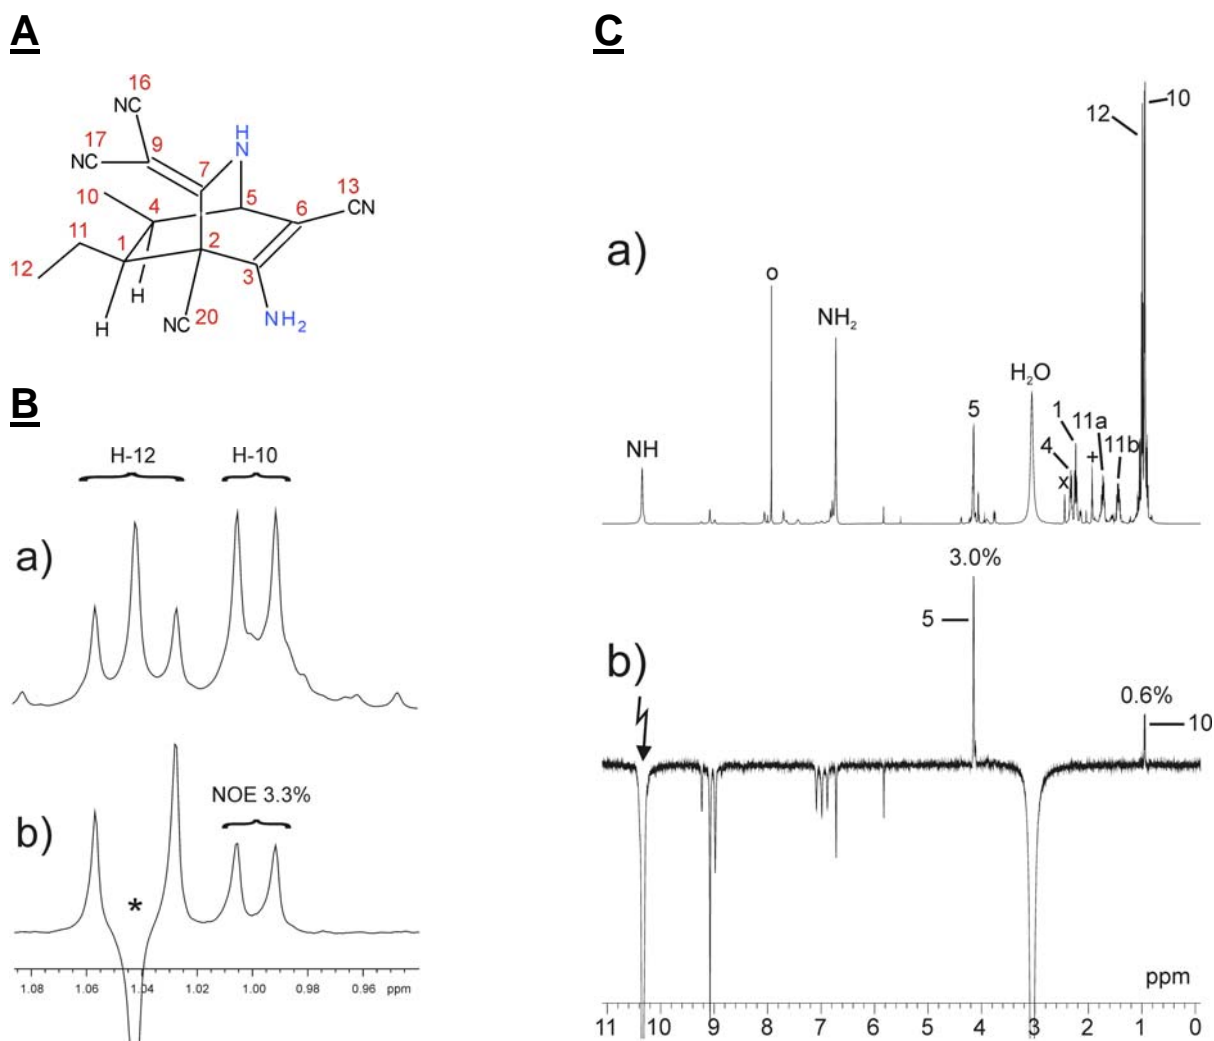 A
16
NC
17
NC
9
7
H
N
10
4
5
6
13
CN
11
1
2
12
3
H
H
NC
20
NH2
B
H-12
H-10
a)
b)
*
NOE 3.3%
1.08
1.06
1.04
1.02
1.00
0.98
0.96
ppm
C
a)
12
10
o
NH
NH2
5
H2O
4
x
1
+
11a
11b
b)
5
3.0%
0.6%
10
ppm
11
10
9
8
7
6
5
4
3
2
1
0